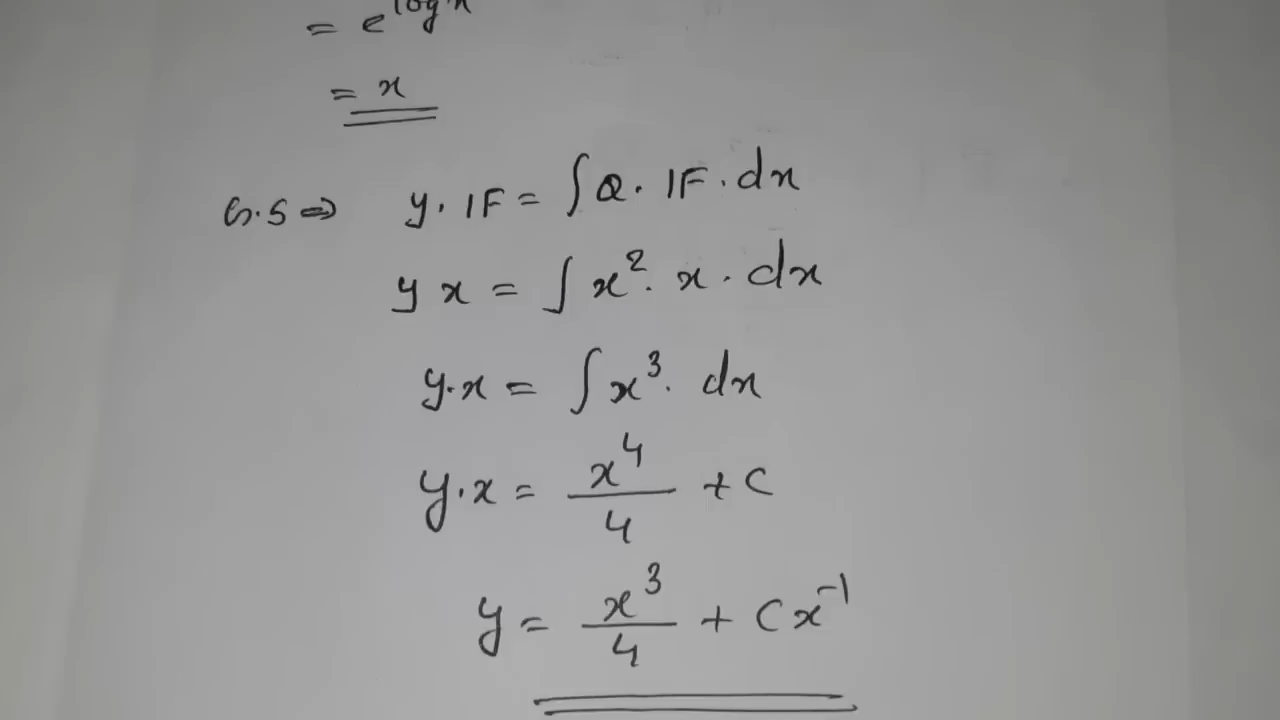 = e^{log x}
= x
G.S ⇒ y. IF = ∫ Q. IF. dx
y x = ∫ x². x. dx
y.x = ∫ x³. dx
y.x = x⁴/4 + C
y = x³/4 + C x⁻¹